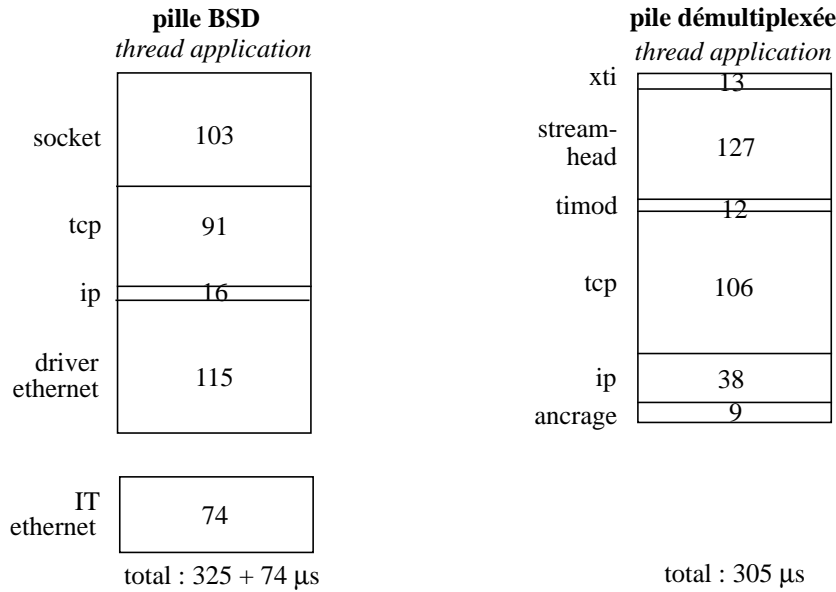 pille BSD
thread application
socket
103
tcp
91
ip
16
driver
ethernet
115
IT
ethernet
74
total : 325 + 74 µs
pile démultiplexée
thread application
xti
13
stream-
head
127
timod
12
tcp
106
ip
38
ancrage
9
total : 305 µs